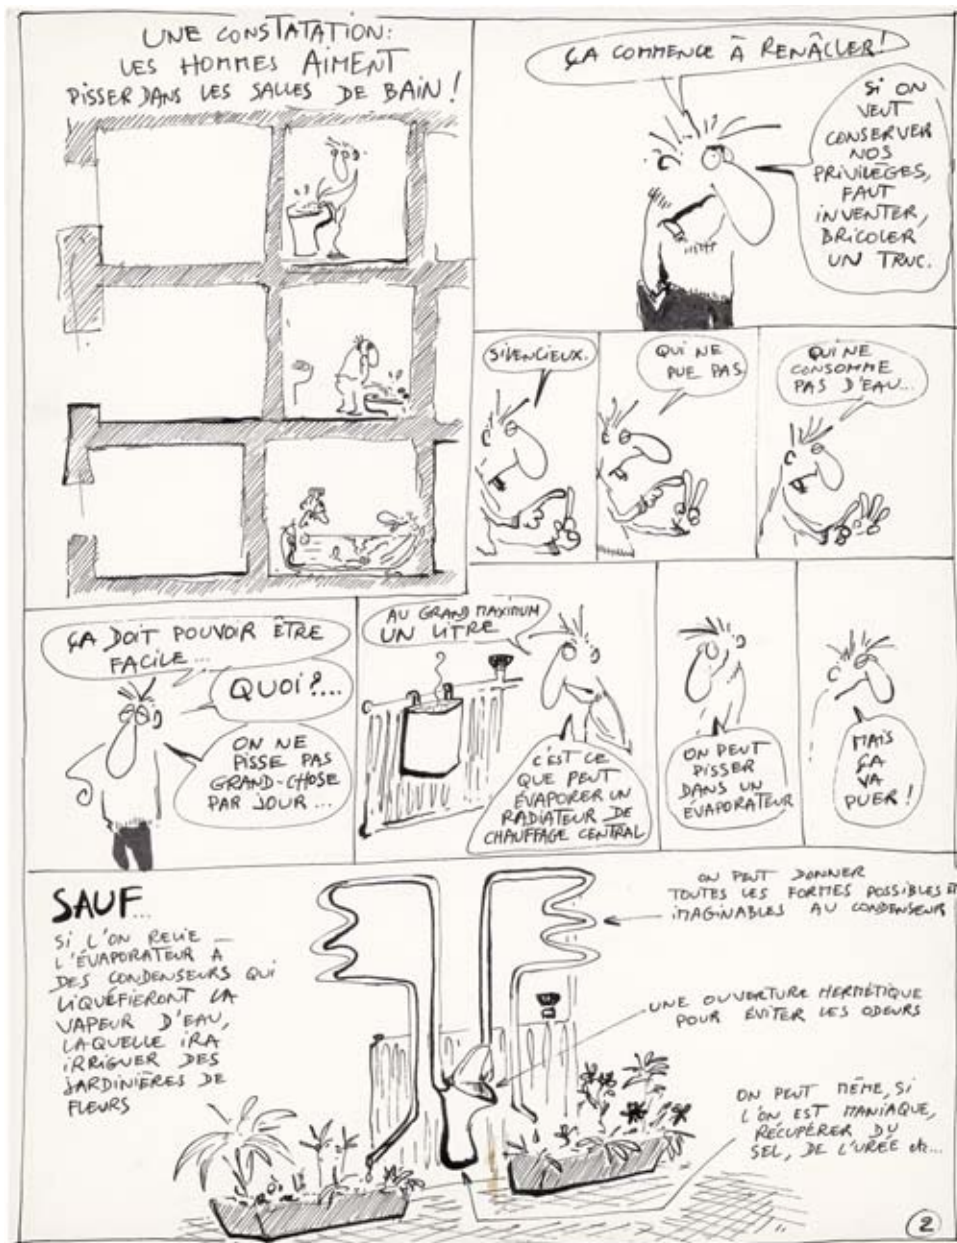 UNE CONSTATATION:
LES HOMMES AIMENT
PISSER DANS LES SALLES DE BAIN!
ÇA COMMENCE À RENÂCLER!
SI ON
VEUT
CONSERVER
NOS
PRIVILÈGES,
FAUT
INVENTER,
BRICOLER
UN TRUC.
SILENCIEUX.
QUI NE
PUE PAS.
QUI NE
CONSOMME
PAS D'EAU...
ÇA DOIT POUVOIR ÊTRE
FACILE...
QUOI?...
ON NE
PISSE PAS
GRAND-CHOSE
PAR JOUR...
AU GRAND MAXIMUM
UN LITRE
C'EST CE
QUE PEUT
ÉVAPORER UN
RADIATEUR DE
CHAUFFAGE CENTRAL
ON PEUT
PISSER
DANS UN
ÉVAPORATEUR
MAIS
ÇA
VA
PUER!
SAUF...
SI L'ON RELIE
L'ÉVAPORATEUR À
DES CONDENSEURS QUI
LIQUÉFIERONT LA
VAPEUR D'EAU,
LAQUELLE IRA
IRRIGUER DES
JARDINIÈRES DE
FLEURS
ON PEUT DONNER
TOUTES LES FORMES POSSIBLES ET
IMAGINABLES AU CONDENSEUR
UNE OUVERTURE HERMÉTIQUE
POUR ÉVITER LES ODEURS
ON PEUT MÊME, SI
L'ON EST MANIAQUE,
RÉCUPÉRER DU
SEL, DE L'URÉE etc...
2